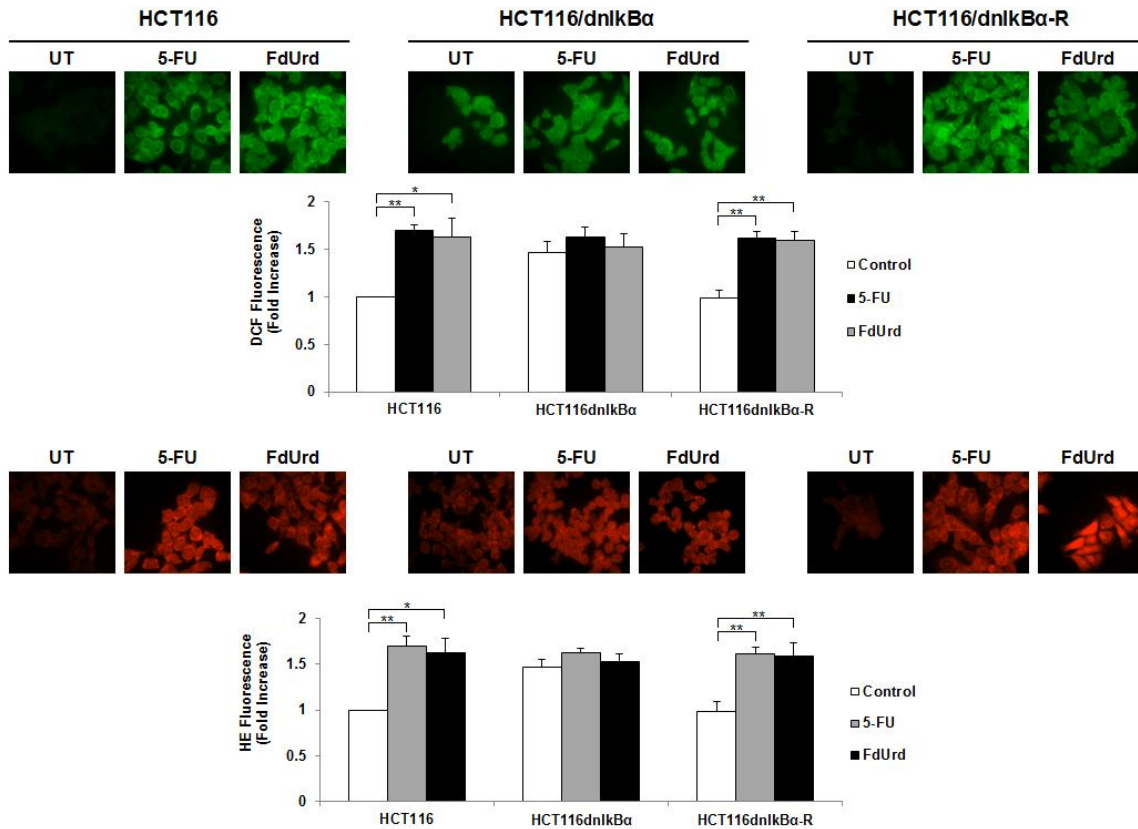 HCT116 HCT116/dnIkBα HCT116/dnIkBα-R
UT 5-FU FdUrd UT 5-FU FdUrd UT 5-FU FdUrd
DCF Fluorescence
(Fold Increase)
2
1.5
1
0.5
0
*
**
**
**
Control
5-FU
FdUrd
HCT116 HCT116dnIkBα HCT116dnIkBα-R
UT 5-FU FdUrd UT 5-FU FdUrd UT 5-FU FdUrd
HE Fluorescence
(Fold Increase)
2
1.5
1
0.5
0
*
**
**
**
Control
5-FU
FdUrd
HCT116 HCT116dnIkBα HCT116dnIkBα-R